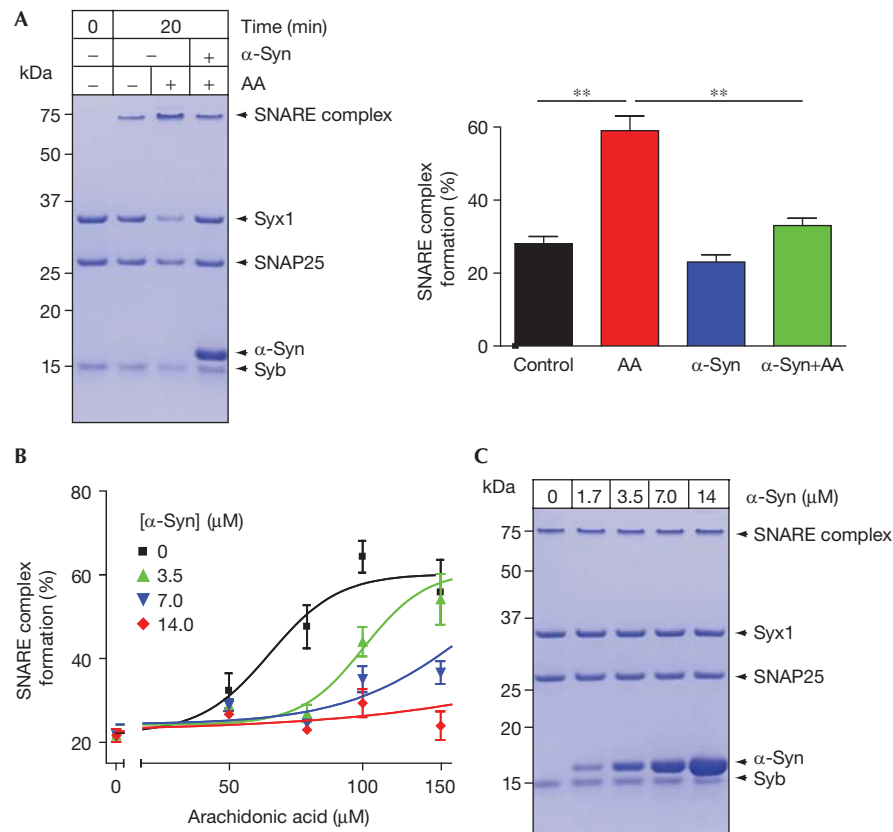 A
0 20 Time (min)
– – + α-Syn
kDa – – + + AA
75 SNARE complex
50
37
Syx1
25 SNAP25
20
α-Syn
15 Syb
** **
SNARE complex
formation (%)
60
40
20
0
Control AA α-Syn α-Syn+AA
B
80
[α-Syn] (μM)
0
3.5
7.0
14.0
60
40
20
SNARE complex
formation (%)
0 50 100 150
Arachidonic acid (μM)
C
kDa 0 1.7 3.5 7.0 14 α-Syn (μM)
75 SNARE complex
50
37
Syx1
SNAP25
25
20
α-Syn
15 Syb